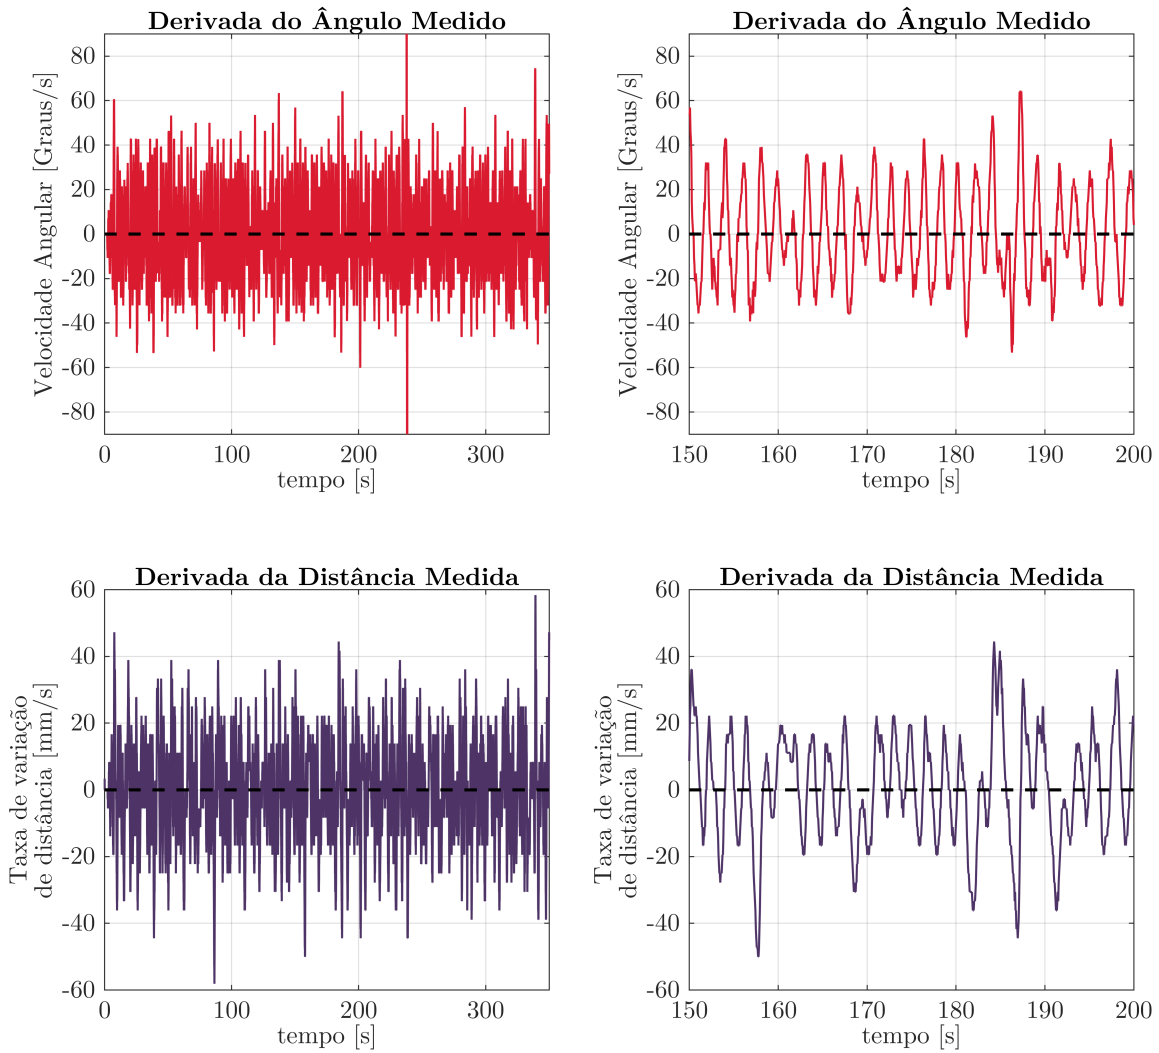 Derivada do Ângulo Medido
Velocidade Angular [Graus/s]
80
60
40
20
0
-20
-40
-60
-80
0 100 200 300
tempo [s]
Derivada do Ângulo Medido
Velocidade Angular [Graus/s]
80
60
40
20
0
-20
-40
-60
-80
150 160 170 180 190 200
tempo [s]
Derivada da Distância Medida
Taxa de variação
de distância [mm/s]
60
40
20
0
-20
-40
-60
0 100 200 300
tempo [s]
Derivada da Distância Medida
Taxa de variação
de distância [mm/s]
60
40
20
0
-20
-40
-60
150 160 170 180 190 200
tempo [s]